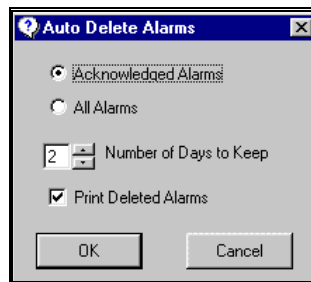 Auto Delete Alarms
Acknowledged Alarms
All Alarms
2 Number of Days to Keep
Print Deleted Alarms
OK Cancel